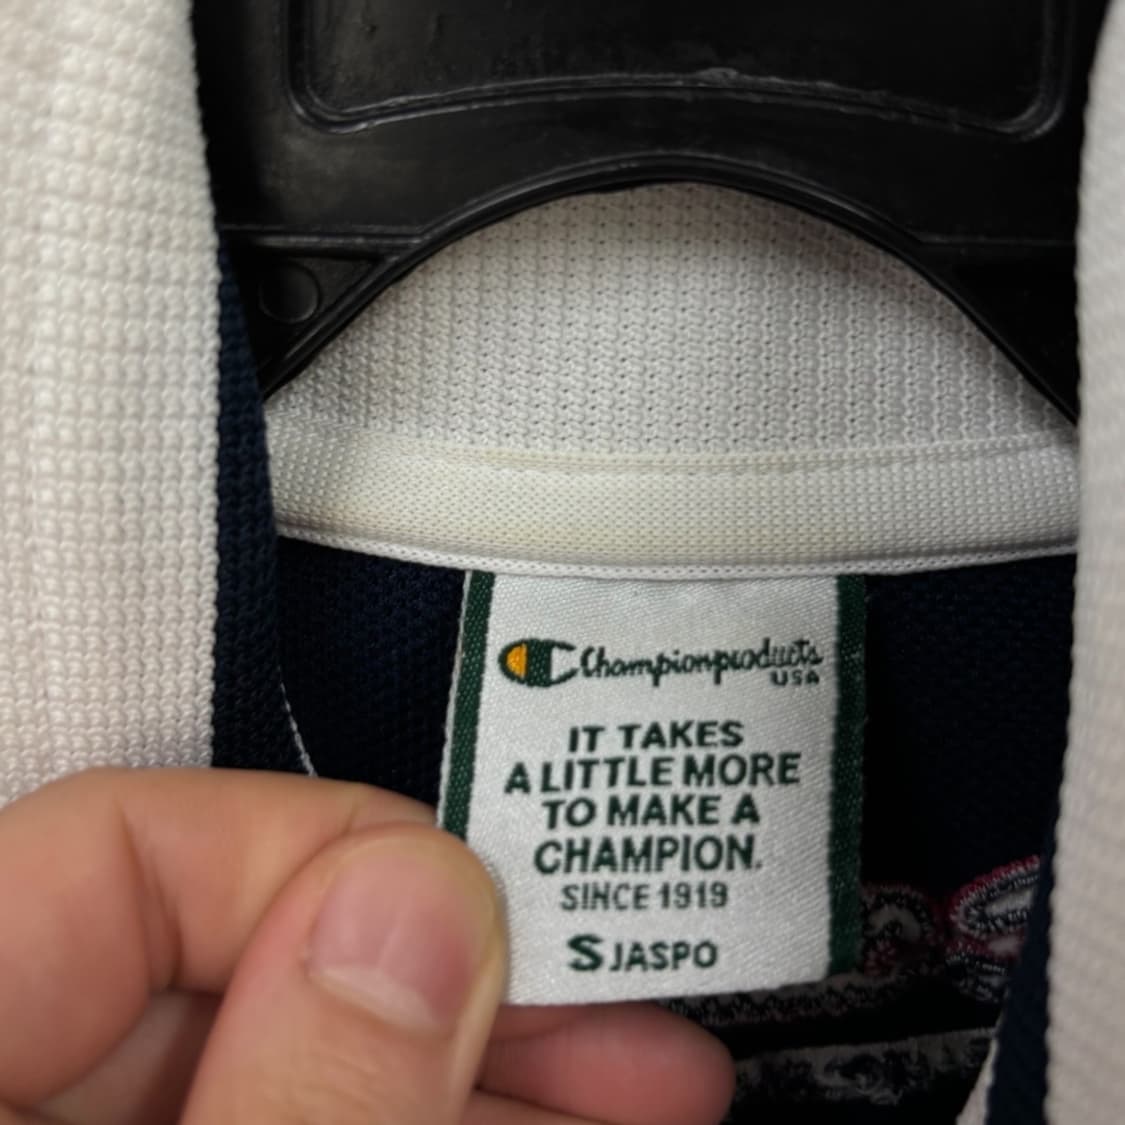 Championproducts
USA
IT TAKES
A LITTLE MORE
TO MAKE A
CHAMPION.
SINCE 1919
S JASPO